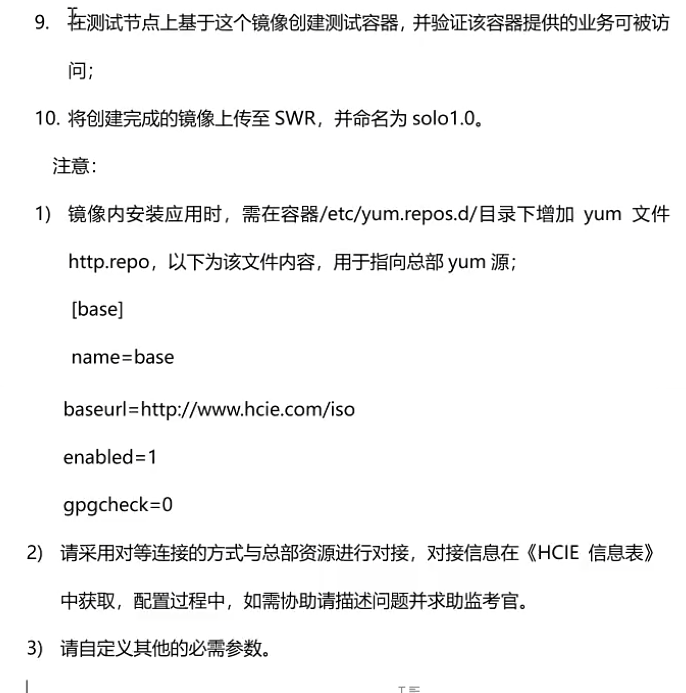 9. 在测试节点上基于这个镜像创建测试容器，并验证该容器提供的业务可被访
问；
10. 将创建完成的镜像上传至 SWR，并命名为 solo1.0。
注意：
1) 镜像内安装应用时，需在容器/etc/yum.repos.d/目录下增加 yum 文件
http.repo，以下为该文件内容，用于指向总部 yum 源；
[base]
name=base
baseurl=http://www.hcie.com/iso
enabled=1
gpgcheck=0
2) 请采用对等连接的方式与总部资源进行对接，对接信息在《HCIE 信息表》
中获取，配置过程中，如需协助请描述问题并求助监考官。
3) 请自定义其他的必需参数。